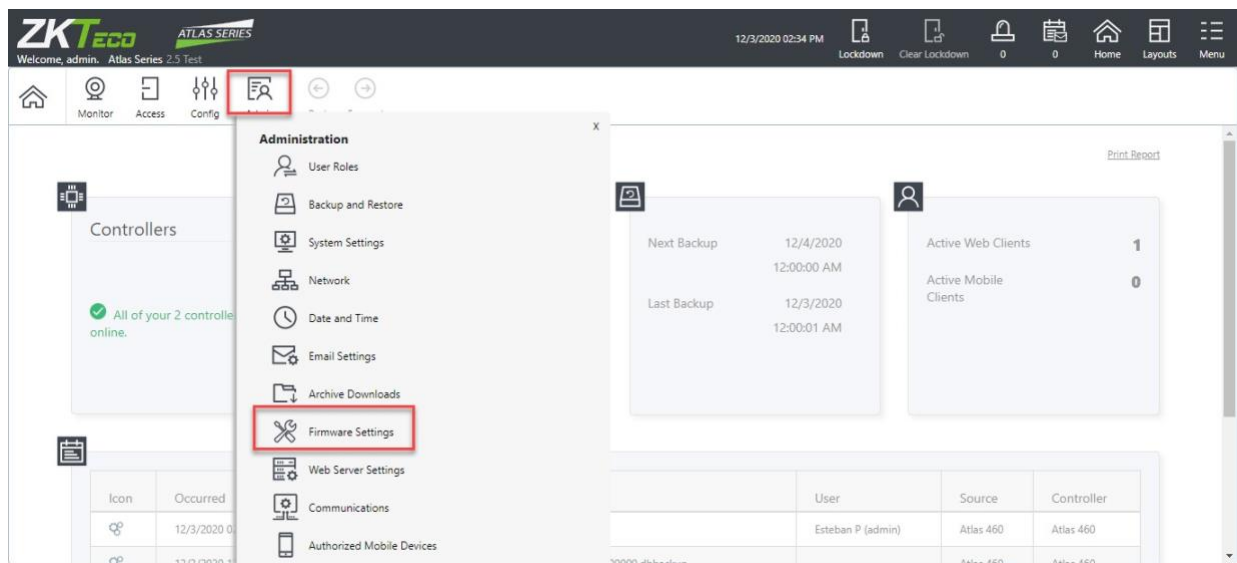 ZKTeco ATLAS SERIES
Welcome, admin. Atlas Series 2.5 Test
12/3/2020 02:34 PM
Lockdown Clear Lockdown 0 0 Home Layouts Menu
Monitor Access Config
X
Administration
User Roles
Backup and Restore
System Settings
Network
Date and Time
Email Settings
Archive Downloads
Firmware Settings
Web Server Settings
Communications
Authorized Mobile Devices
Print Report
Controllers
All of your 2 controlle
online.
Next Backup 12/4/2020
12:00:00 AM
Last Backup 12/3/2020
12:00:01 AM
Active Web Clients 1
Active Mobile 0
Clients
Icon Occurred User Source Controller
12/3/2020 0 Esteban P (admin) Atlas 460 Atlas 460